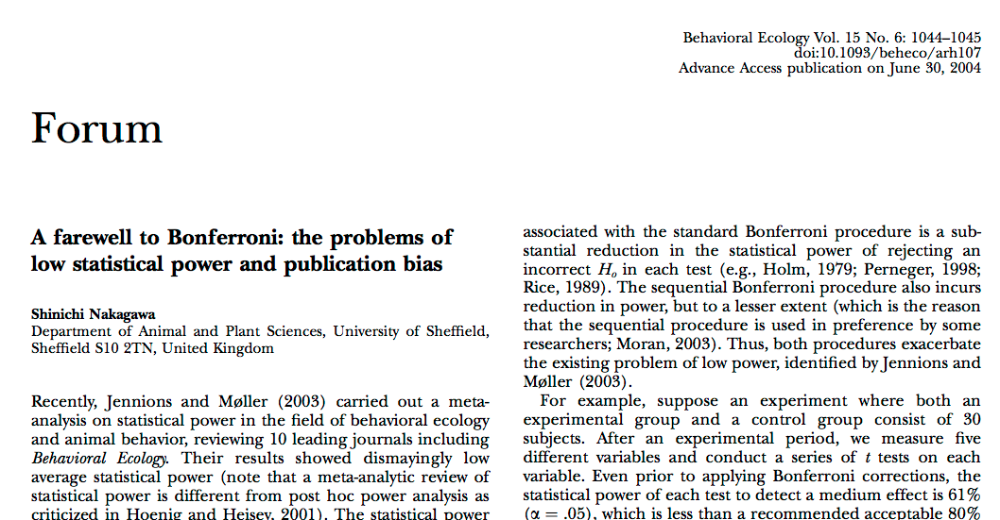 Behavioral Ecology Vol. 15 No. 6: 1044–1045
doi:10.1093/beheco/arh107
Advance Access publication on June 30, 2004
Forum
A farewell to Bonferroni: the problems of
low statistical power and publication bias
Shinichi Nakagawa
Department of Animal and Plant Sciences, University of Sheffield,
Sheffield S10 2TN, United Kingdom
Recently, Jennions and Møller (2003) carried out a meta-
analysis on statistical power in the field of behavioral ecology
and animal behavior, reviewing 10 leading journals including
Behavioral Ecology. Their results showed dismayingly low
average statistical power (note that a meta-analytic review of
statistical power is different from post hoc power analysis as
criticized in Hoenig and Heisey, 2001). The statistical power
associated with the standard Bonferroni procedure is a sub-
stantial reduction in the statistical power of rejecting an
incorrect Ho in each test (e.g., Holm, 1979; Perneger, 1998;
Rice, 1989). The sequential Bonferroni procedure also incurs
reduction in power, but to a lesser extent (which is the reason
that the sequential procedure is used in preference by some
researchers; Moran, 2003). Thus, both procedures exacerbate
the existing problem of low power, identified by Jennions and
Møller (2003).
For example, suppose an experiment where both an
experimental group and a control group consist of 30
subjects. After an experimental period, we measure five
different variables and conduct a series of t tests on each
variable. Even prior to applying Bonferroni corrections, the
statistical power of each test to detect a medium effect is 61%
(α = .05), which is less than a recommended acceptable 80%